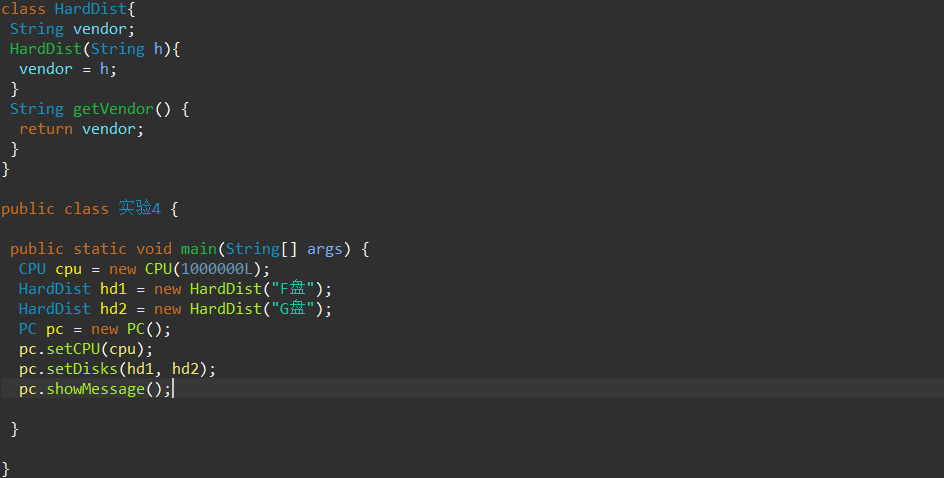 class HardDist{
String vendor;
HardDist(String h){
vendor = h;
}
String getVendor() {
return vendor;
}
}
public class 实验4 {
public static void main(String[] args) {
CPU cpu = new CPU(1000000L);
HardDist hd1 = new HardDist("F盘");
HardDist hd2 = new HardDist("G盘");
PC pc = new PC();
pc.setCPU(cpu);
pc.setDisks(hd1, hd2);
pc.showMessage();
}
}